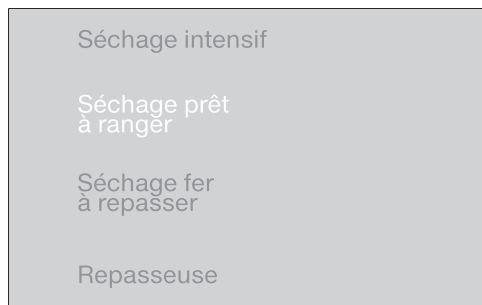 Séchage intensif
Séchage prêt
à ranger
Séchage fer
à repasser
Repasseuse